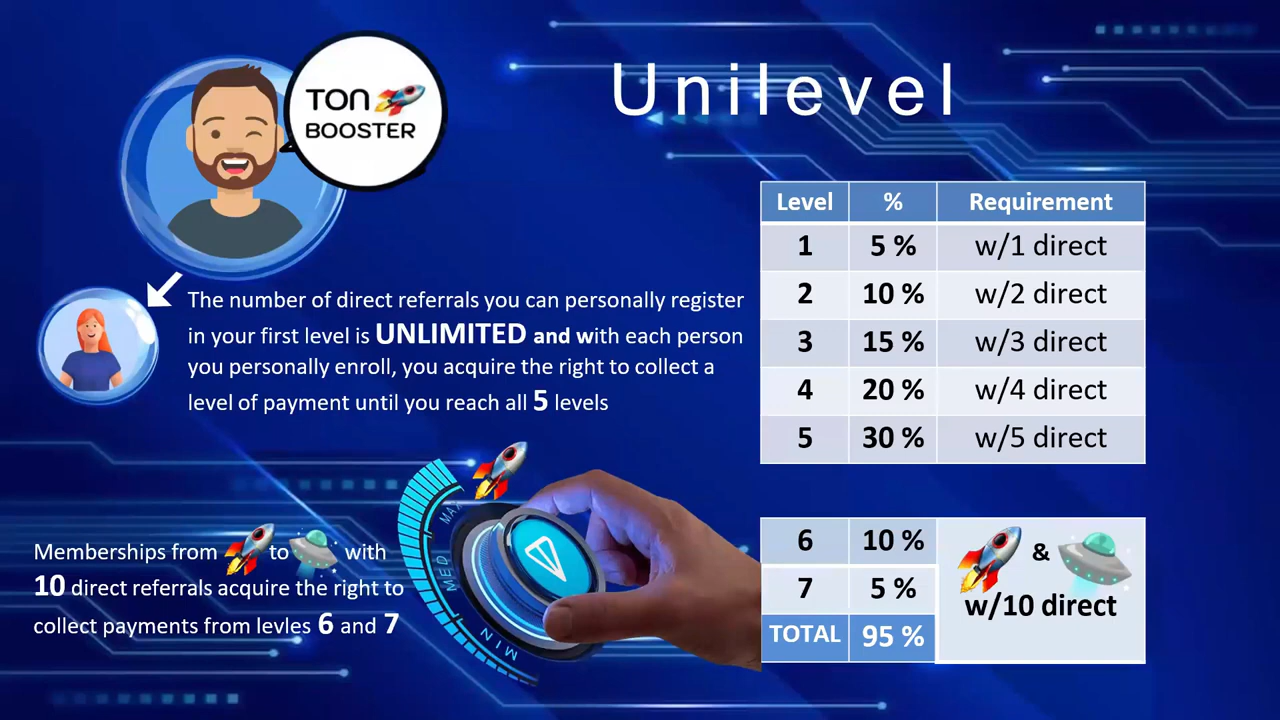 TON
BOOSTER
Unilevel
Level % Requirement
1 5 % w/1 direct
2 10 % w/2 direct
3 15 % w/3 direct
4 20 % w/4 direct
5 30 % w/5 direct
The number of direct referrals you can personally register
in your first level is UNLIMITED and with each person
you personally enroll, you acquire the right to collect a
level of payment until you reach all 5 levels
MAX
MED
MIN
Memberships from to with
10 direct referrals acquire the right to
collect payments from levles 6 and 7
6 10 % &
7 5 % w/10 direct
TOTAL 95 %